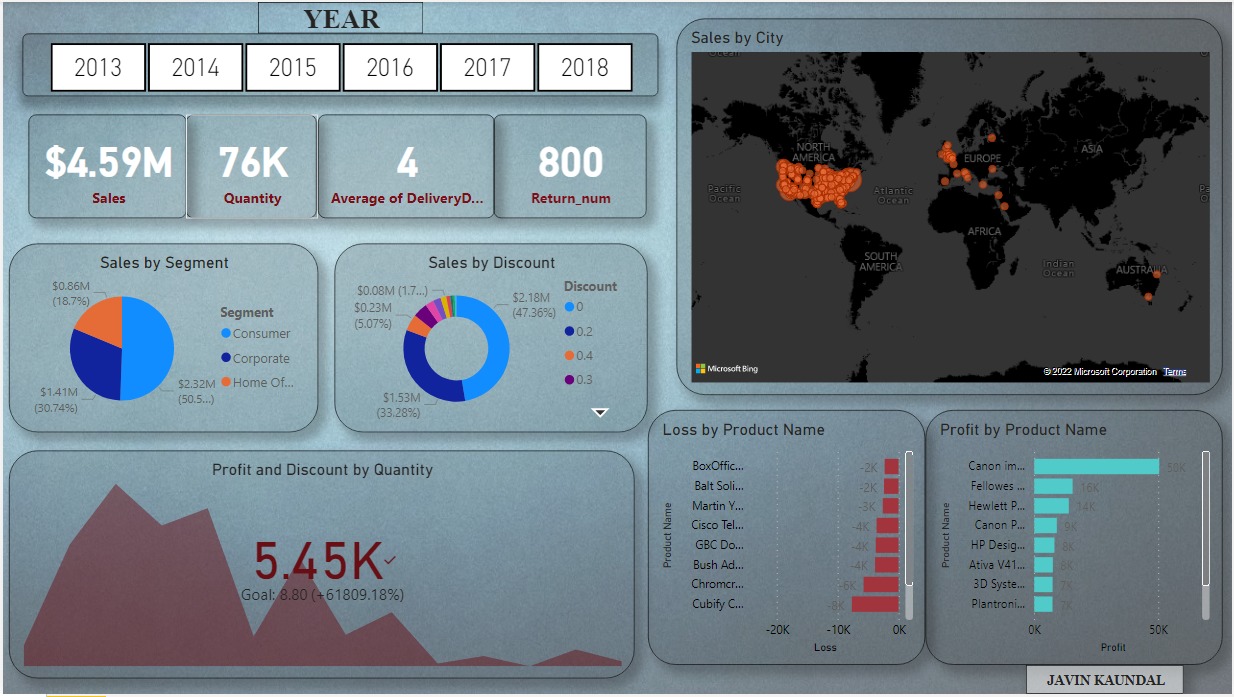 YEAR
2013 2014 2015 2016 2017 2018
$4.59M
Sales
76K
Quantity
4
Average of DeliveryD...
800
Return_num
Sales by City
Ocean
NORTH
AMERICA
EUROPE
ASIA
Pacific
Ocean
Atlantic
Ocean
AFRICA
SOUTH
AMERICA
Indian
Ocean
AUSTRALIA
Microsoft Bing
© 2022 Microsoft Corporation Terms
Sales by Segment
$0.86M
(18.7%)
$1.41M
(30.74%)
$2.32M
(50.5...)
Segment
Consumer
Corporate
Home Of...
Sales by Discount
$0.08M (1.7...)
$0.23M
(5.07%)
$2.18M
(47.36%)
$1.53M
(33.28%)
Discount
0
0.2
0.4
0.3
Profit and Discount by Quantity
5.45K
Goal: 8.80 (+61809.18%)
Loss by Product Name
Product Name
BoxOffic... -2K
Balt Soli... -2K
Martin Y... -3K
Cisco Tel... -4K
GBC Do... -4K
Bush Ad... -4K
Chromcr... -6K
Cubify C... -8K
-20K -10K 0K
Loss
Profit by Product Name
Product Name
Canon im... 50K
Fellowes ... 16K
Hewlett P... 14K
Canon P... 9K
HP Desig... 8K
Ativa V41... 8K
3D Syste... 7K
Plantroni... 7K
0K 50K
Profit
JAVIN KAUNDAL